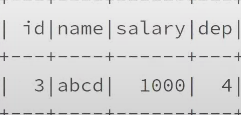 | id|name|salary|dep|
+---+----+------+---+
| 3|abcd| 1000| 4|
+---+----+------+---+